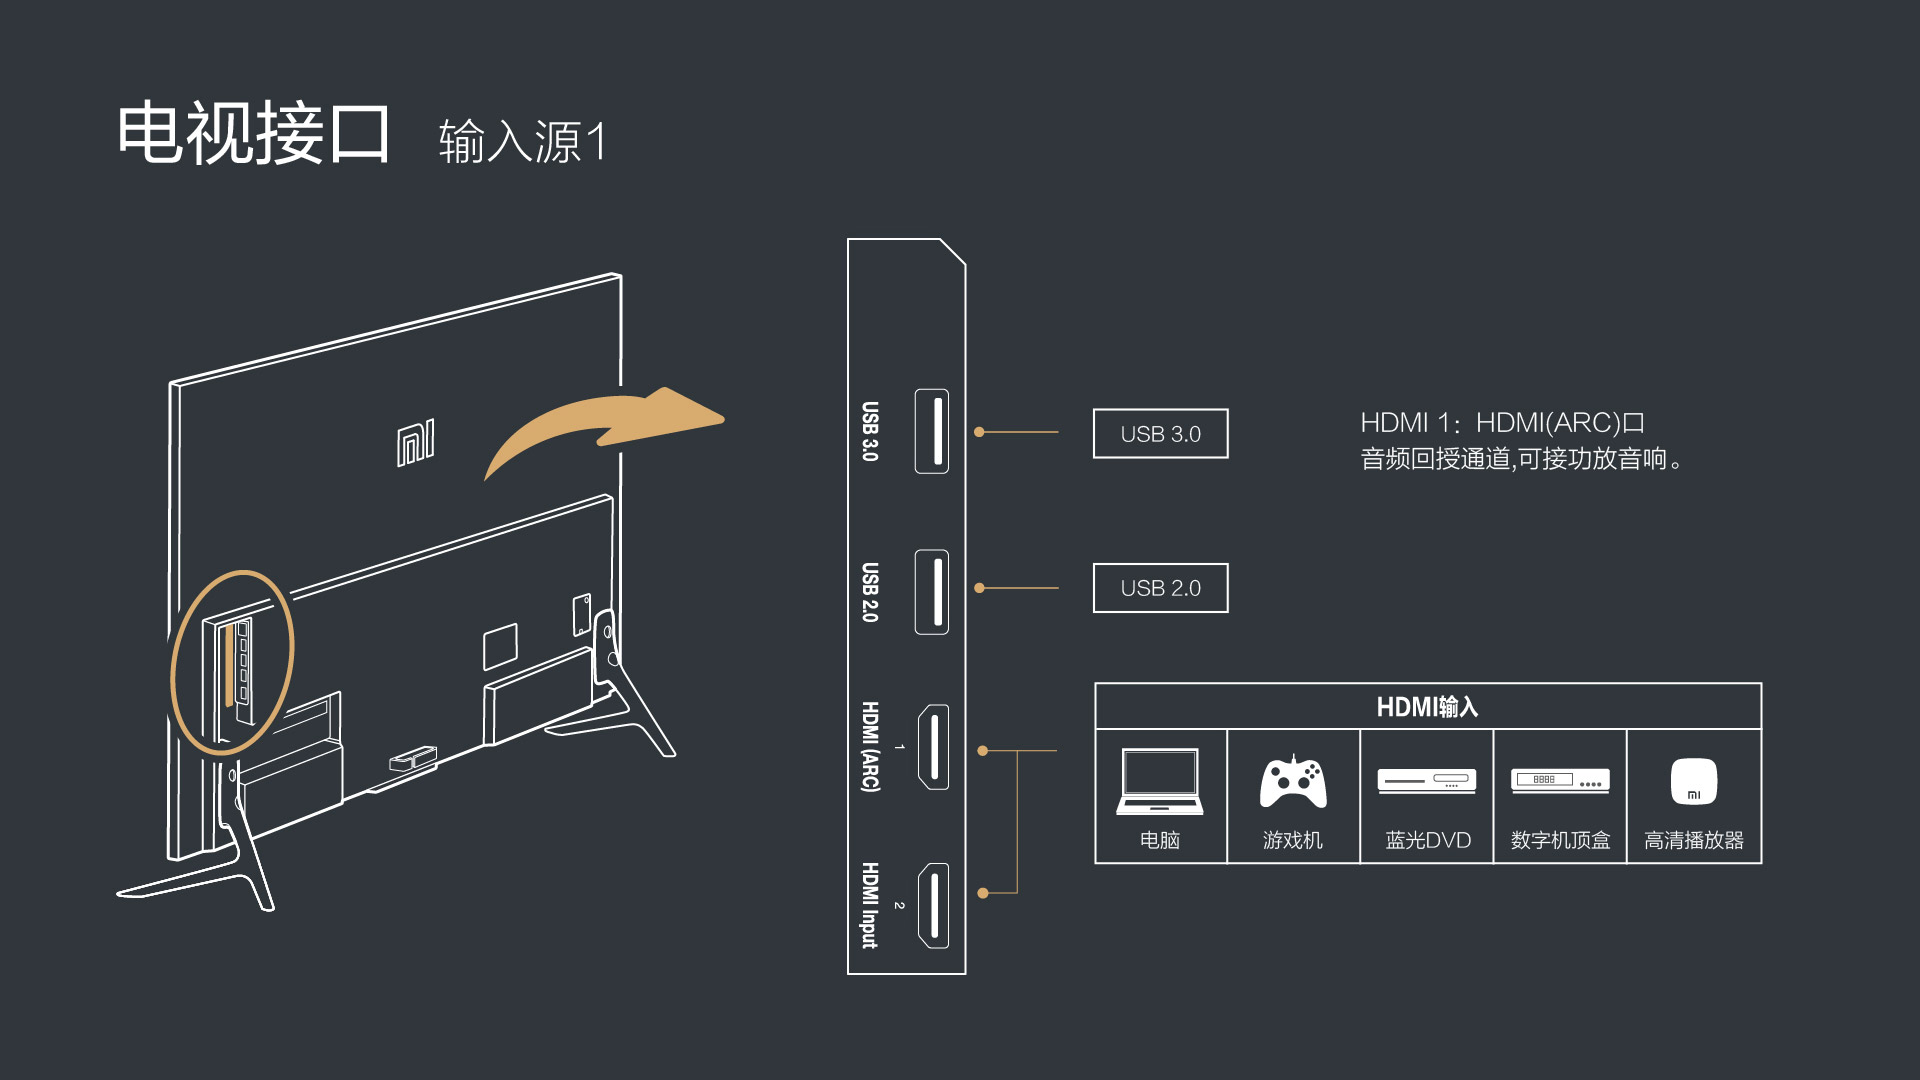 电视接口 输入源1
USB 3.0
USB 2.0
HDMI (ARC)
1
HDMI Input
2
USB 3.0
USB 2.0
HDMI 1：HDMI(ARC)口
音频回授通道,可接功放音响。
HDMI输入
电脑
游戏机
蓝光DVD
数字机顶盒
高清播放器
8888
mi
mi